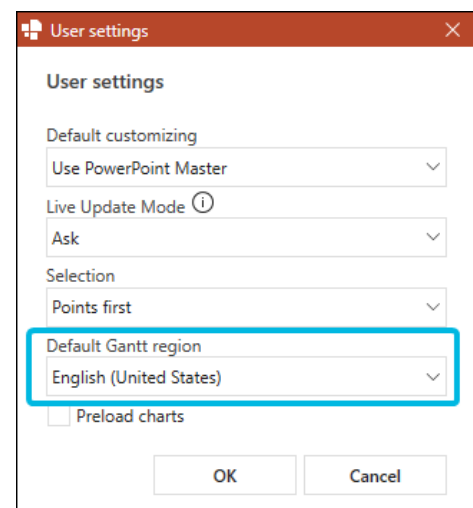 User settings
User settings
Default customizing
Use PowerPoint Master
Live Update Mode
Ask
Selection
Points first
Default Gantt region
English (United States)
Preload charts
OK Cancel